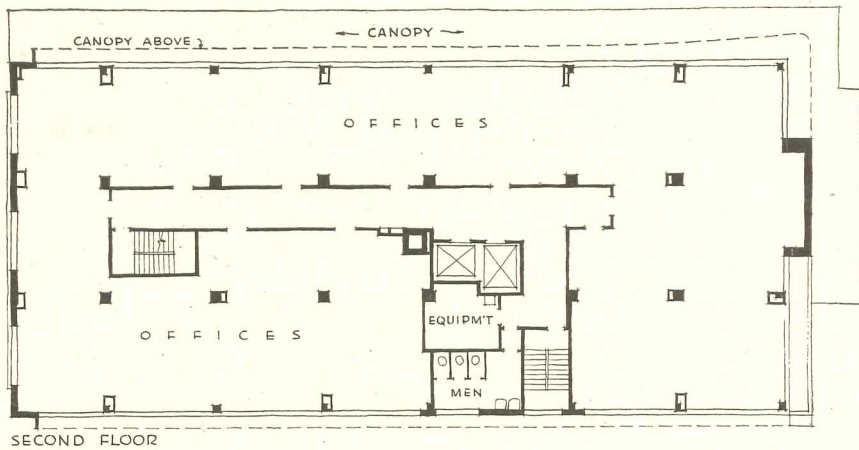 ← CANOPY →
CANOPY ABOVE
OFFICES
EQUIPM'T
OFFICES
MEN
SECOND FLOOR